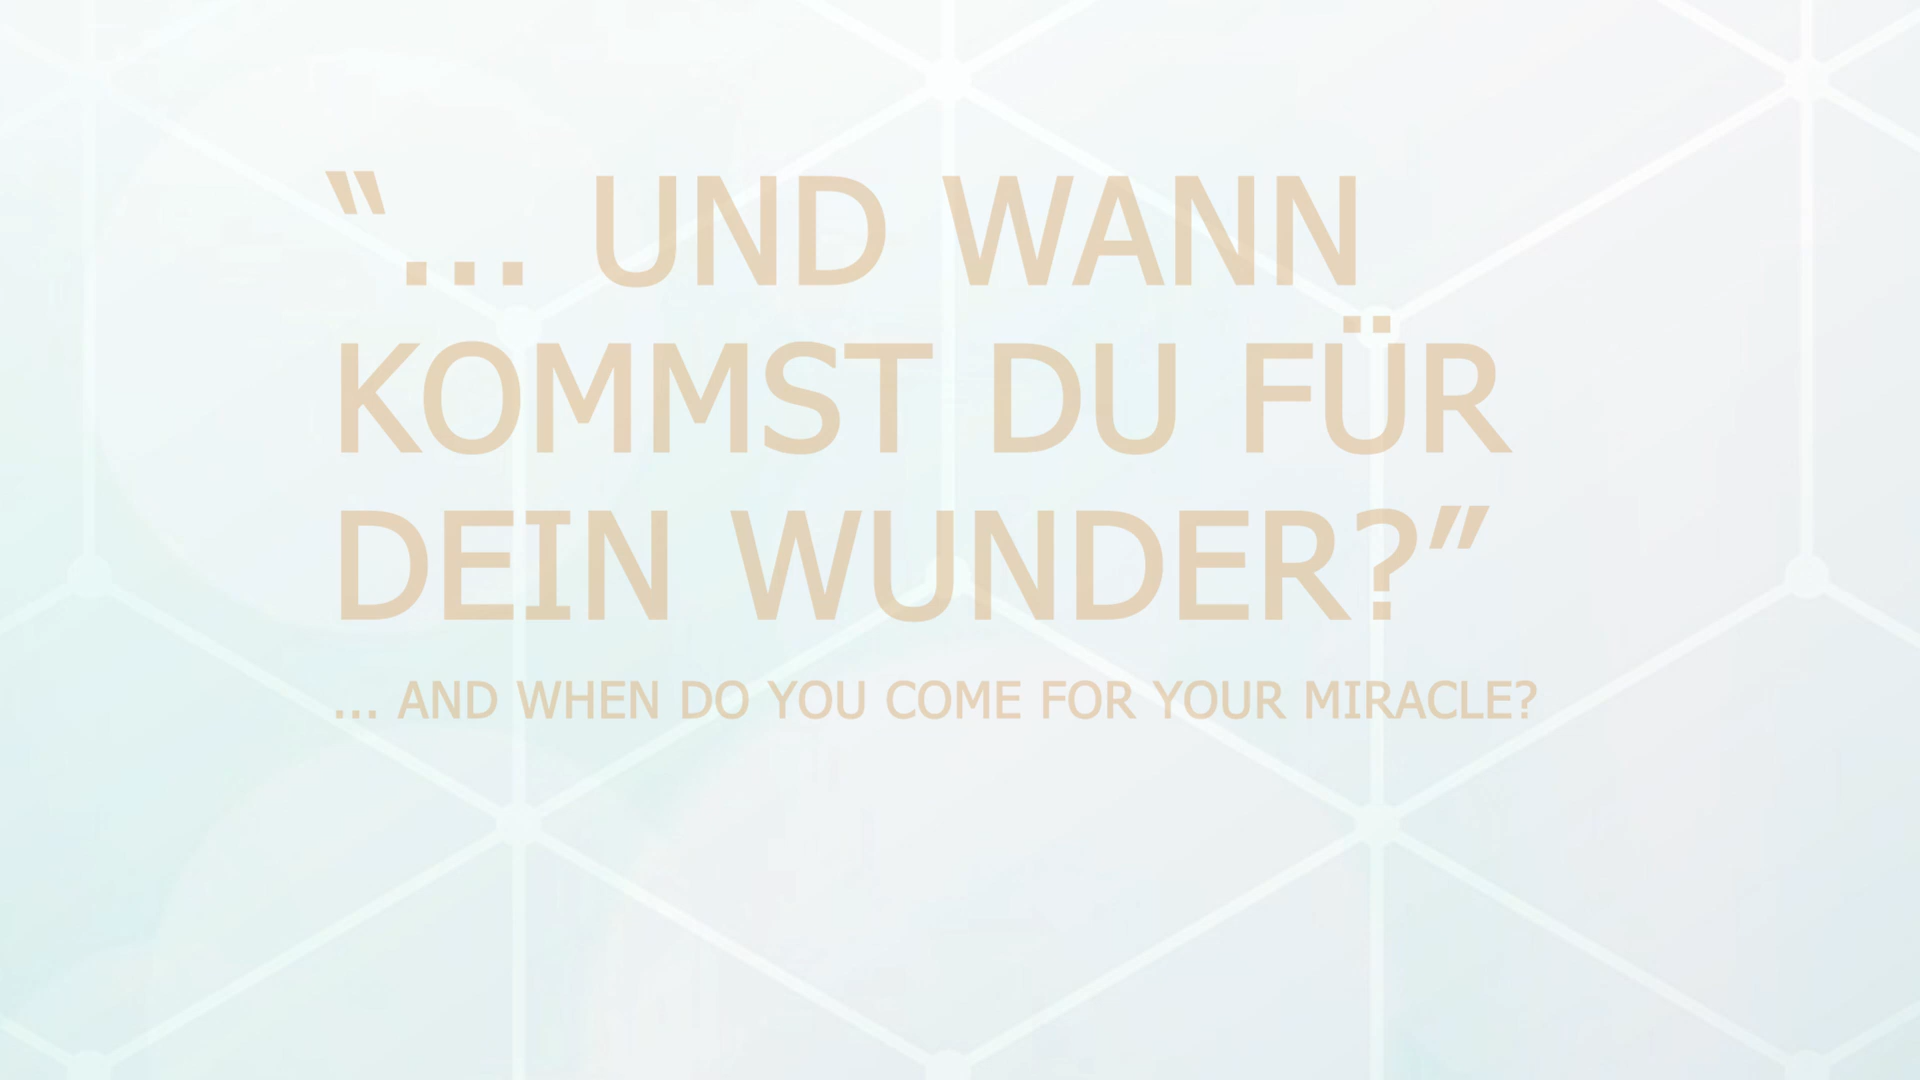 “... UND WANN
KOMMST DU FÜR
DEIN WUNDER?”
... AND WHEN DO YOU COME FOR YOUR MIRACLE?